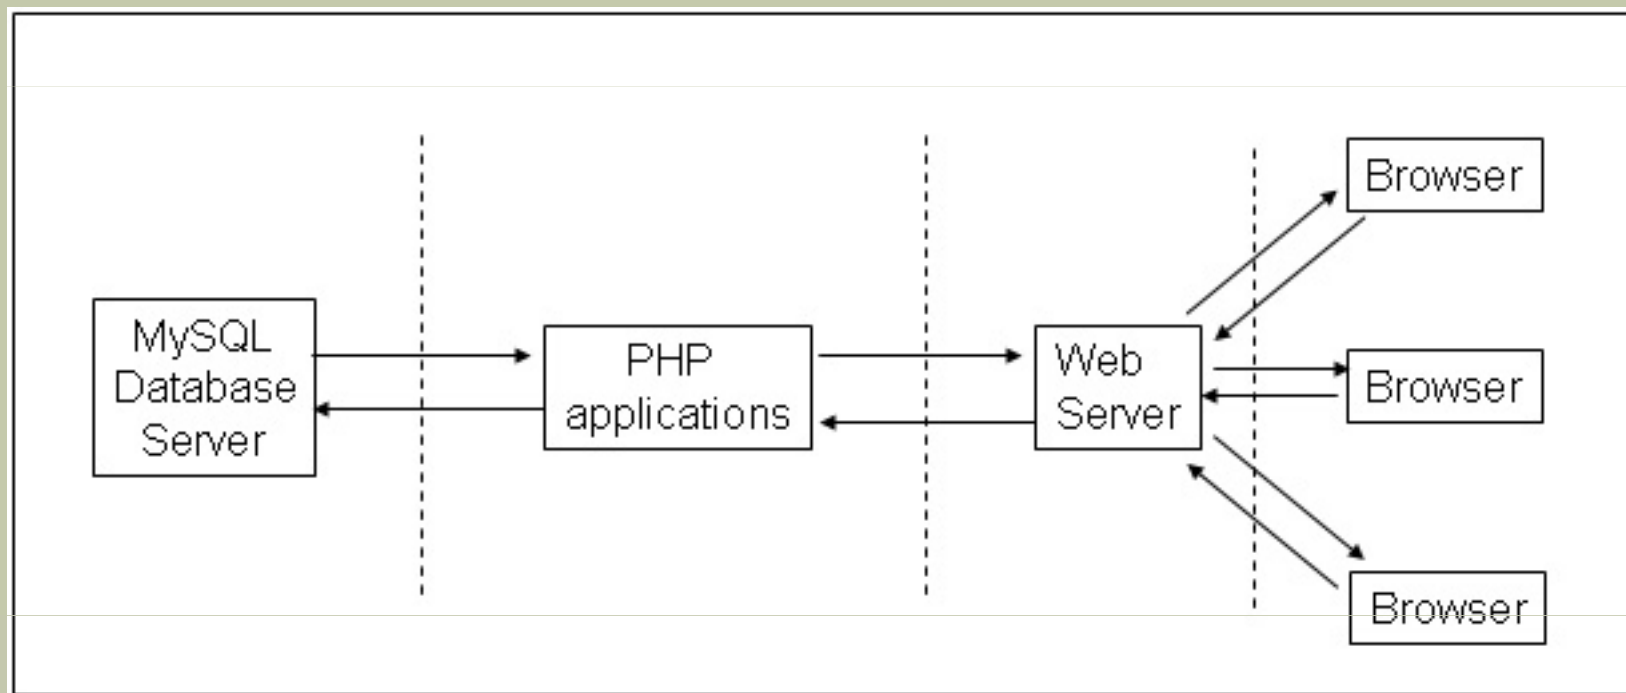 MySQL
Database
Server
PHP
applications
Web
Server
Browser
Browser
Browser